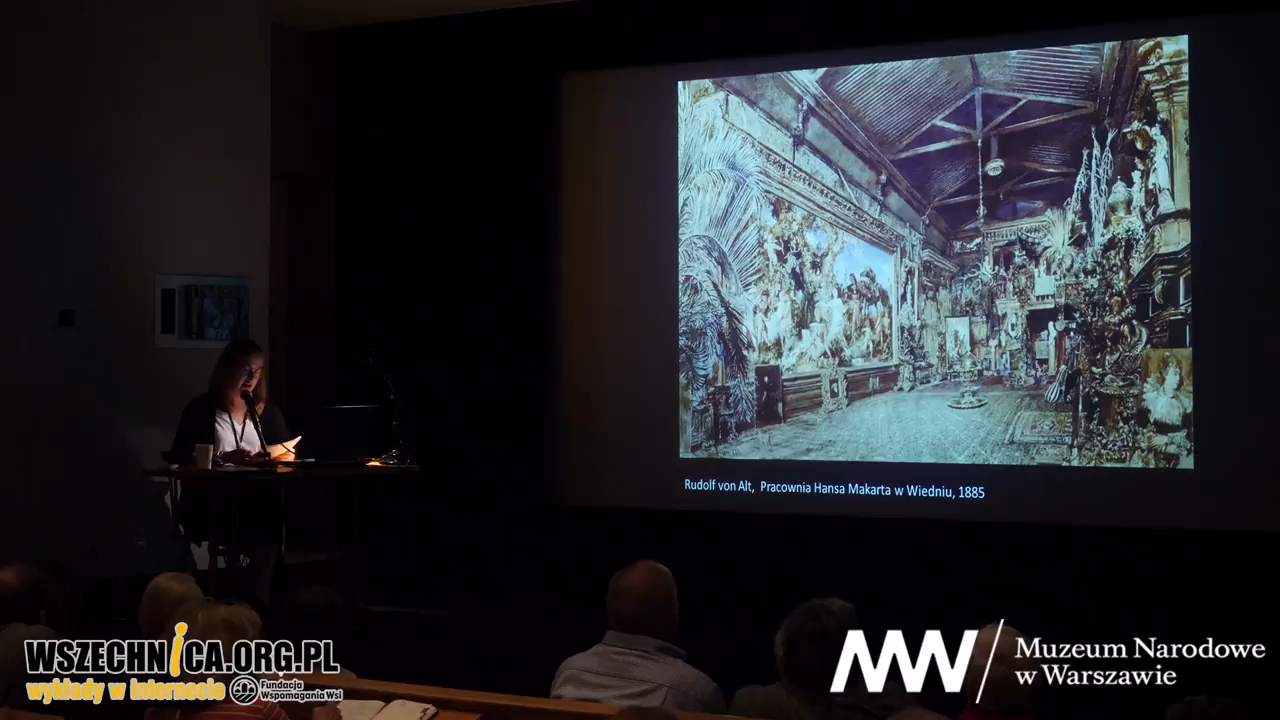 Rudolf von Alt, Pracownia Hansa Makarta w Wiedniu, 1885
WSZECHNICA.ORG.PL
wykłady w internecie
Fundacja
Wspomagania Wsi
Muzeum Narodowe
w Warszawie